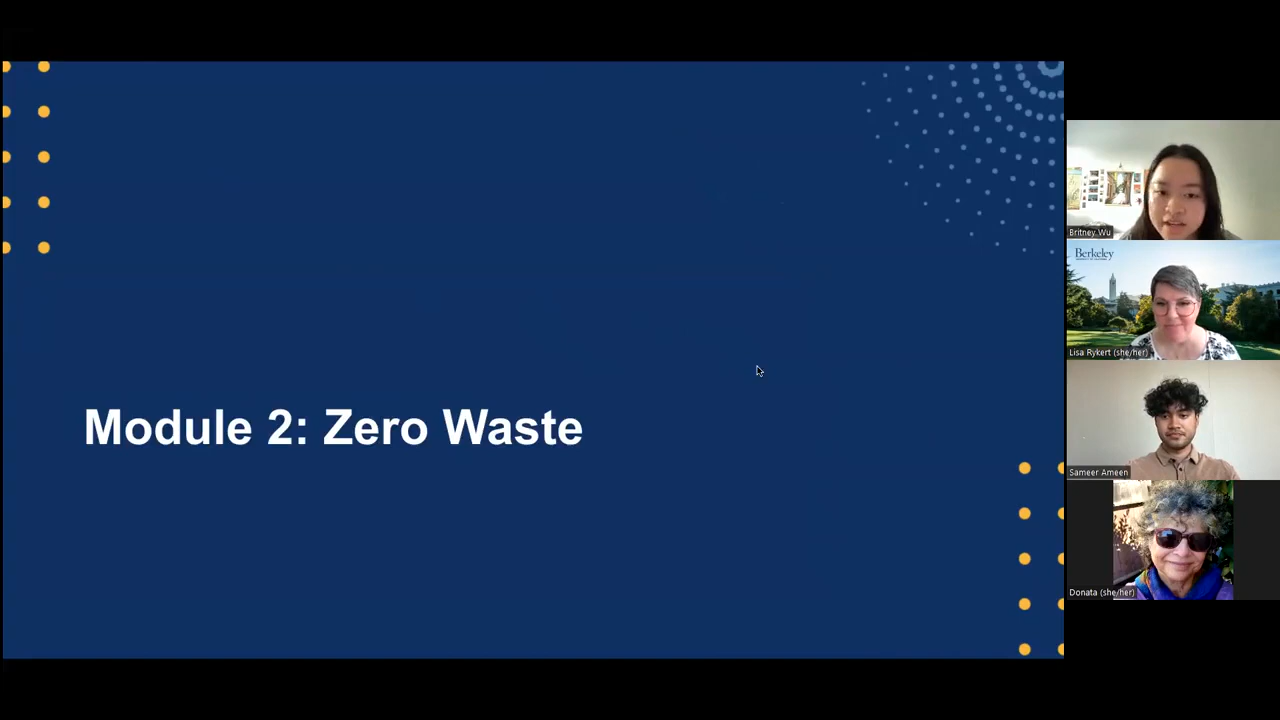 Module 2: Zero Waste
Britney Wu
Berkeley
Lisa Rykert (she/her)
Sameer Ameen
Donata (she/her)